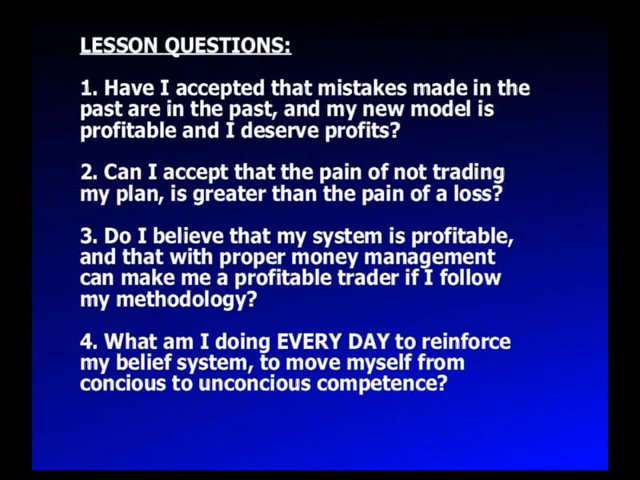 LESSON QUESTIONS:
1. Have I accepted that mistakes made in the
past are in the past, and my new model is
profitable and I deserve profits?
2. Can I accept that the pain of not trading
my plan, is greater than the pain of a loss?
3. Do I believe that my system is profitable,
and that with proper money management
can make me a profitable trader if I follow
my methodology?
4. What am I doing EVERY DAY to reinforce
my belief system, to move myself from
concious to unconcious competence?